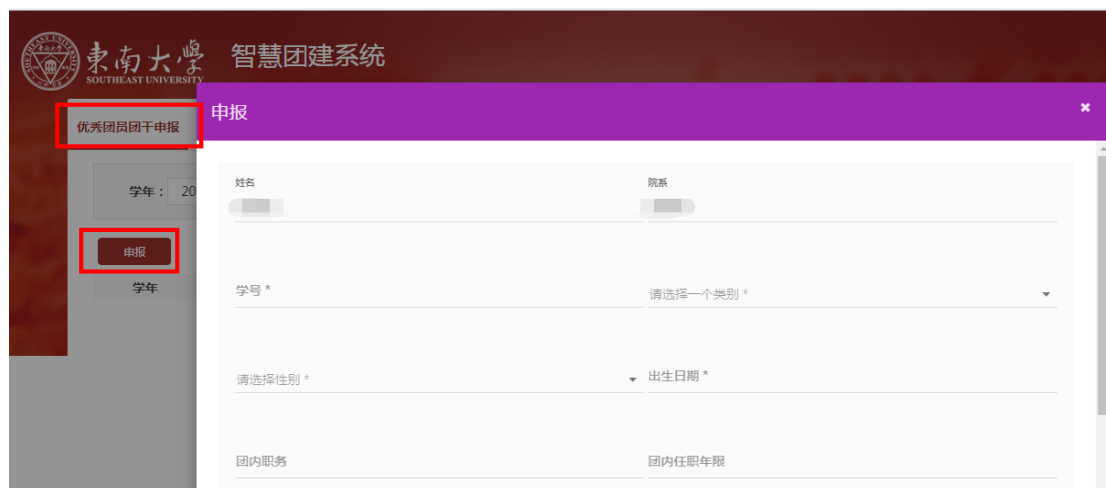 東南大學 智慧团建系统
SOUTHEAST UNIVERSITY
申报
×
优秀团员团干申报
学年： 20
姓名 院系
申报
学年
学号 * 请选择一个类别 *
请选择性别 * 出生日期 *
团内职务 团内任职年限